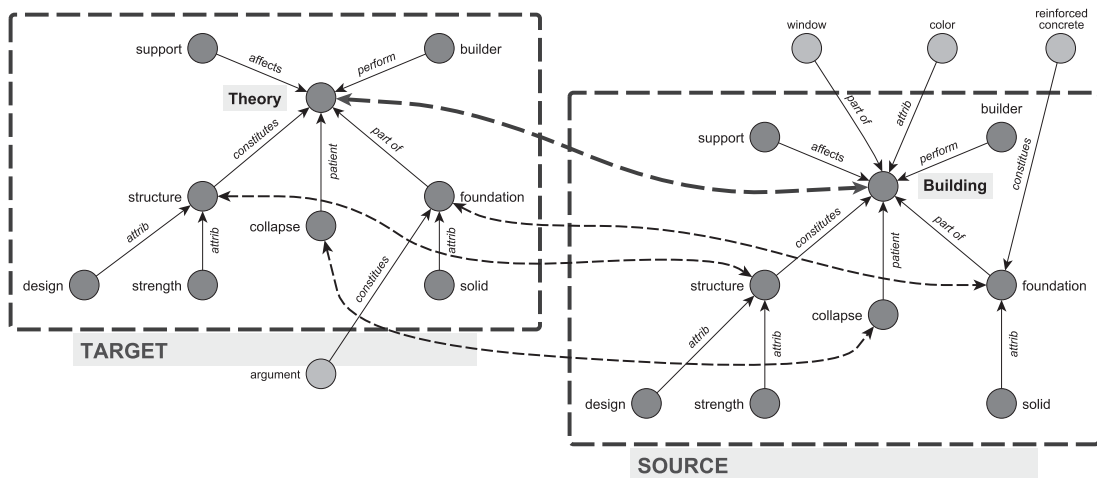 window
color
reinforced
concrete
support
builder
affects
perform
Theory
part of
attrib
constitues
builder
support
affects
perform
Building
constitutes
patient
part of
structure
foundation
collapse
attrib
attrib
constitues
attrib
design
strength
solid
constitutes
patient
part of
structure
foundation
collapse
attrib
attrib
attrib
TARGET
argument
design
strength
solid
SOURCE